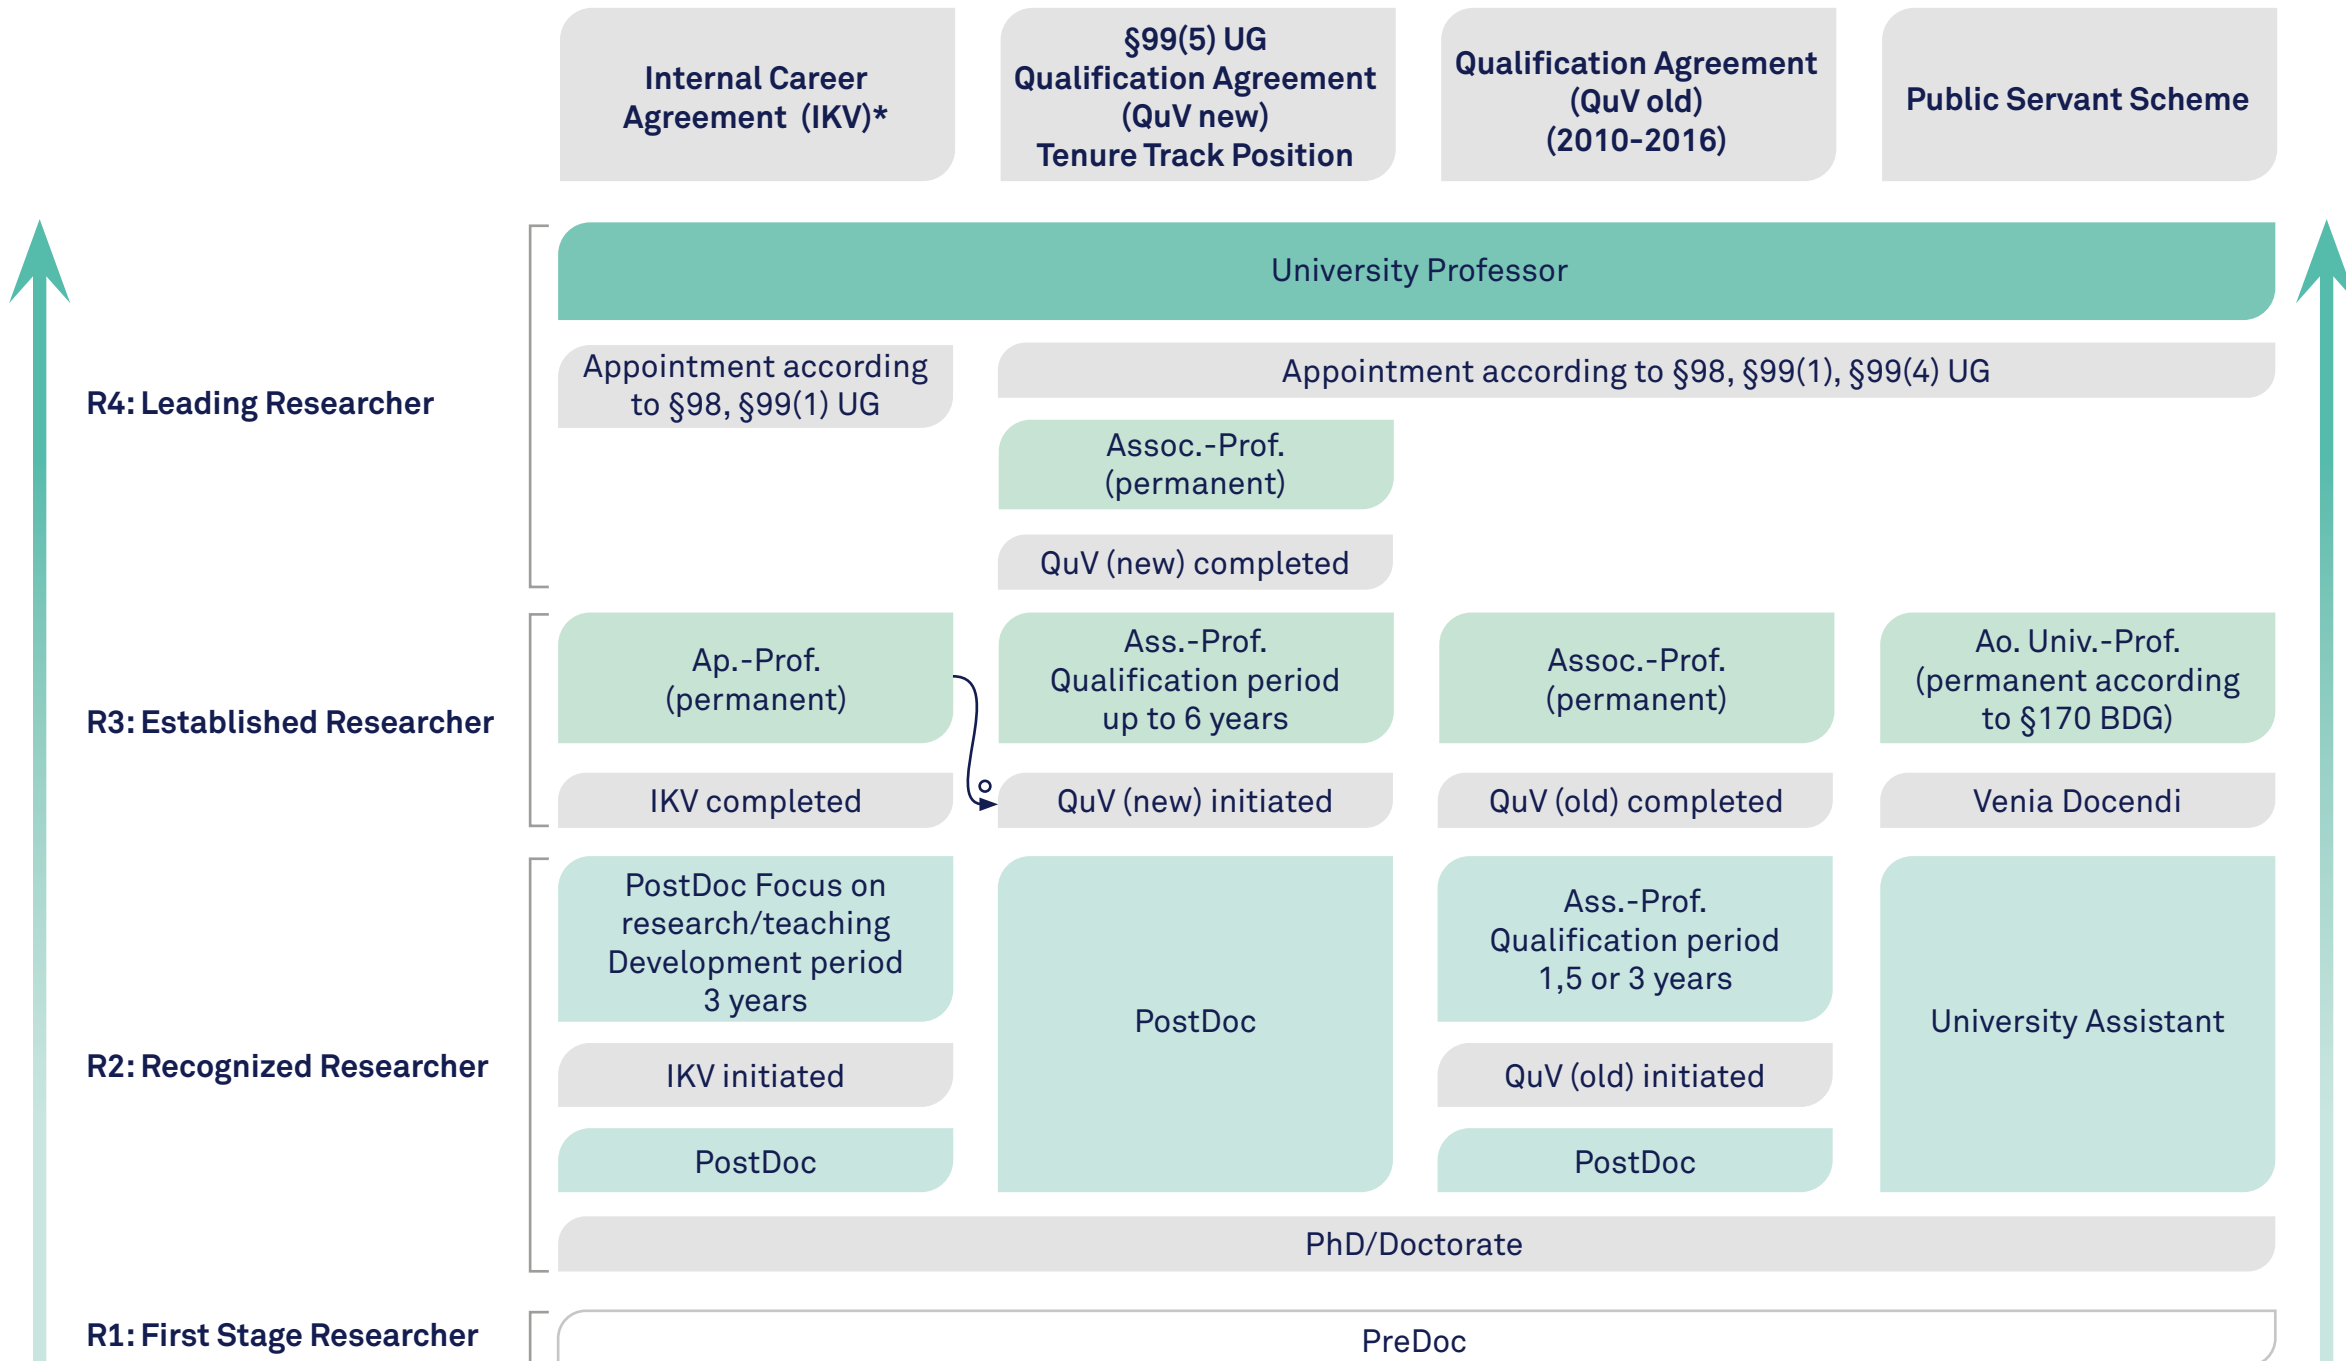 Internal Career
Agreement (IKV)*
§99(5) UG
Qualification Agreement
(QuV new)
Tenure Track Position
Qualification Agreement
(QuV old)
(2010-2016)
Public Servant Scheme
University Professor
R4: Leading Researcher
Appointment according
to §98, §99(1) UG
Appointment according to §98, §99(1), §99(4) UG
Assoc.-Prof.
(permanent)
QuV (new) completed
R3: Established Researcher
Ap.-Prof.
(permanent)
Ass.-Prof.
Qualification period
up to 6 years
Assoc.-Prof.
(permanent)
Ao. Univ.-Prof.
(permanent according
to §170 BDG)
IKV completed
QuV (new) initiated
QuV (old) completed
Venia Docendi
R2: Recognized Researcher
PostDoc Focus on
research/teaching
Development period
3 years
PostDoc
Ass.-Prof.
Qualification period
1,5 or 3 years
University Assistant
IKV initiated
QuV (old) initiated
PostDoc
PostDoc
PhD/Doctorate
R1: First Stage Researcher
PreDoc